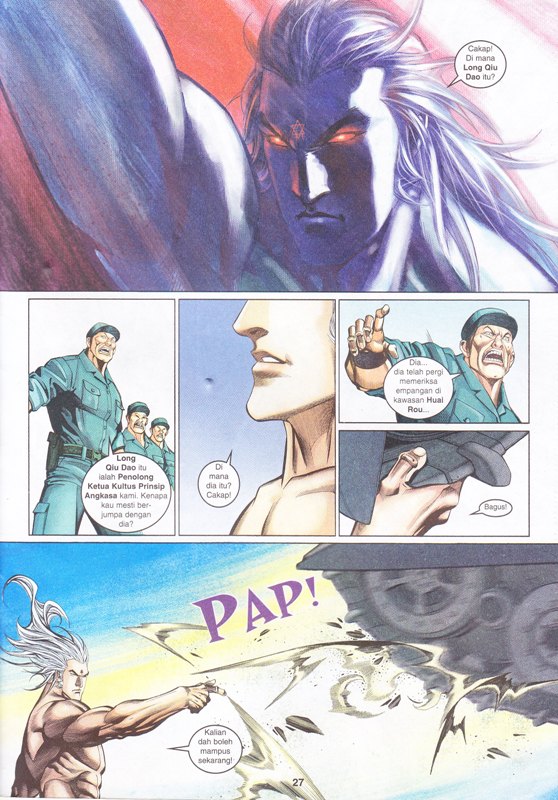 Cakap!
Di mana
Long Qiu
Dao itu?
Long
Qiu Dao itu
ialah Penolong
Ketua Kultus Prinsip
Angkasa kami. Kenapa
kau mesti ber-
jumpa dengan
dia?
Di
mana
dia itu?
Cakap!
Dia...
dia telah pergi
memeriksa
empangan di
kawasan Huai
Rou...
Bagus!
PAP!
Kalian
dah boleh
mampus
sekarang!
27